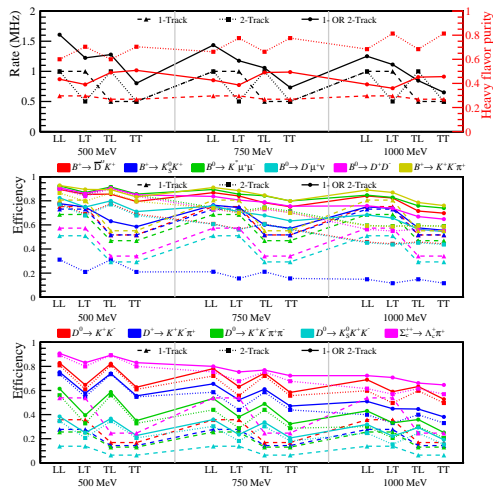 1-Track 2-Track 1- OR 2-Track
Rate (MHz)
2
1.5
1
0.5
0
Heavy flavor purity
1
0.8
0.6
0.4
0.2
0
LL LT TL TT LL LT TL TT LL LT TL TT
500 MeV 750 MeV 1000 MeV
B⁺→ D̅⁰K⁺ B⁺→ K⁰SK⁺ B⁰→ K*μ⁺μ⁻ B⁰→ D⁻μ⁺ν B⁰→ D⁺D⁻ B⁺→ K⁺K⁻π⁺
1-Track 2-Track 1- OR 2-Track
Efficiency
1
0.8
0.6
0.4
0.2
0
LL LT TL TT LL LT TL TT LL LT TL TT
500 MeV 750 MeV 1000 MeV
D⁰→ K⁺K⁻ D⁺→ K⁺K⁻π⁺ D⁰→ K⁺K⁻π⁺π⁻ D⁰→ K⁰SK⁺K⁻ Σc⁺⁺→ Λc⁺π⁺
1-Track 2-Track 1- OR 2-Track
Efficiency
1
0.8
0.6
0.4
0.2
0
LL LT TL TT LL LT TL TT LL LT TL TT
500 MeV 750 MeV 1000 MeV